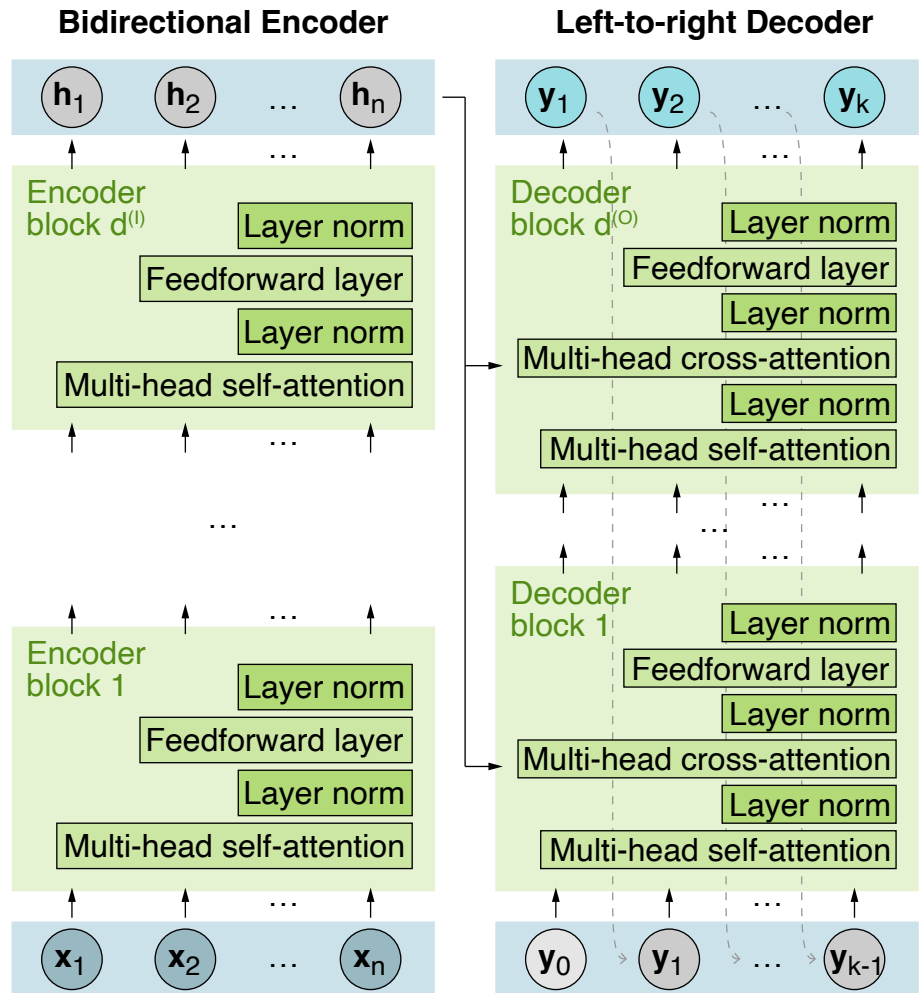 Bidirectional Encoder
h1 h2 ... hn
...
Encoder
block d(I)
Layer norm
Feedforward layer
Layer norm
Multi-head self-attention
...
...
...
Encoder
block 1
Layer norm
Feedforward layer
Layer norm
Multi-head self-attention
...
x1 x2 ... xn
Left-to-right Decoder
y1 y2 ... yk
...
Decoder
block d(O)
Layer norm
Feedforward layer
Layer norm
Multi-head cross-attention
Layer norm
Multi-head self-attention
...
...
...
Decoder
block 1
Layer norm
Feedforward layer
Layer norm
Multi-head cross-attention
Layer norm
Multi-head self-attention
...
y0 y1 ... yk-1